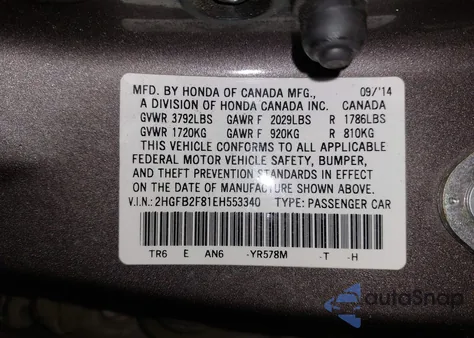 MFD. BY HONDA OF CANADA MFG., 09/'14
A DIVISION OF HONDA CANADA INC. CANADA
GVWR 3792LBS GAWR F 2029LBS R 1786LBS
GVWR 1720KG GAWR F 920KG R 810KG
THIS VEHICLE CONFORMS TO ALL APPLICABLE
FEDERAL MOTOR VEHICLE SAFETY, BUMPER,
AND THEFT PREVENTION STANDARDS IN EFFECT
ON THE DATE OF MANUFACTURE SHOWN ABOVE.
V.I.N.: 2HGFB2F81EH553340 TYPE: PASSENGER CAR
TR6 E AN6 -YR578M -T -H
autoSnap